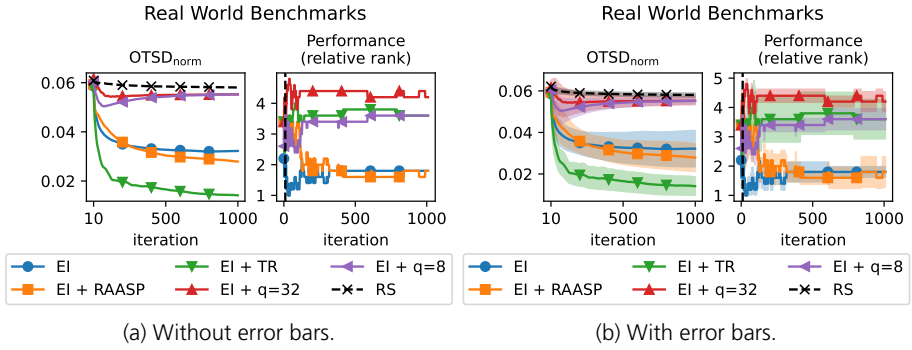 Real World Benchmarks
OTSDnorm
Performance
(relative rank)
0.06
0.04
0.02
4
3
2
1
10
500
1000
0
500
1000
iteration
iteration
EI
EI + TR
EI + q=8
EI + RAASP
EI + q=32
RS
(a) Without error bars.
Real World Benchmarks
OTSDnorm
Performance
(relative rank)
0.06
0.04
0.02
5
4
3
2
1
10
500
1000
0
500
1000
iteration
iteration
EI
EI + TR
EI + q=8
EI + RAASP
EI + q=32
RS
(b) With error bars.